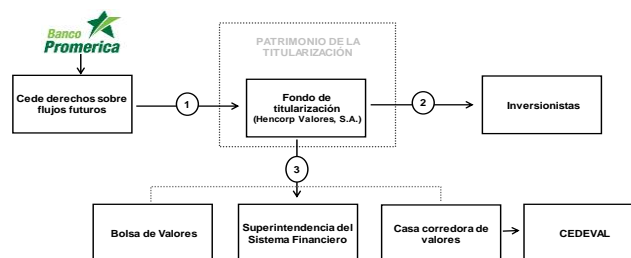 Banco
Promerica
PATRIMONIO DE LA
TITULARIZACIÓN
Cede derechos sobre
flujos futuros
1
Fondo de
titularización
(Hencorp Valores, S.A.)
2
Inversionistas
3
Bolsa de Valores
Superintendencia del
Sistema Financiero
Casa corredora de
valores
CEDEVAL